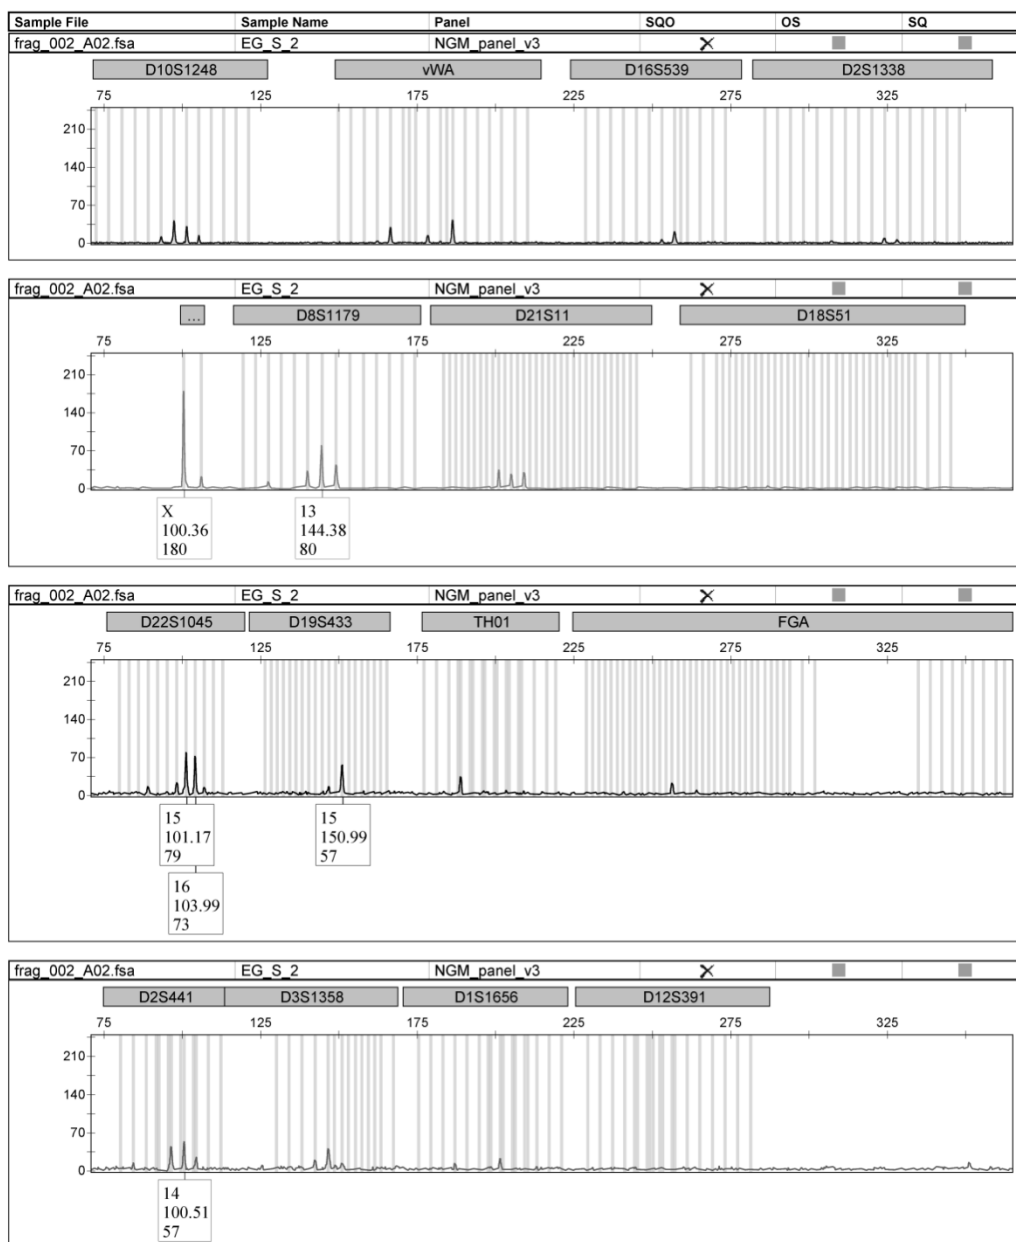 Sample File Sample Name Panel SQO OS SQ
frag_002_A02.fsa EG_S_2 NGM_panel_v3
D10S1248 vWA D16S539 D2S1338
75 125 175 225 275 325
210
140
70
0
frag_002_A02.fsa EG_S_2 NGM_panel_v3
... D8S1179 D21S11 D18S51
75 125 175 225 275 325
210
140
70
0
X 13
100.36 144.38
180 80
frag_002_A02.fsa EG_S_2 NGM_panel_v3
D22S1045 D19S433 TH01 FGA
75 125 175 225 275 325
210
140
70
0
15 15
101.17 150.99
79 57
16
103.99
73
frag_002_A02.fsa EG_S_2 NGM_panel_v3
D2S441 D3S1358 D1S1656 D12S391
75 125 175 225 275 325
210
140
70
0
14
100.51
57